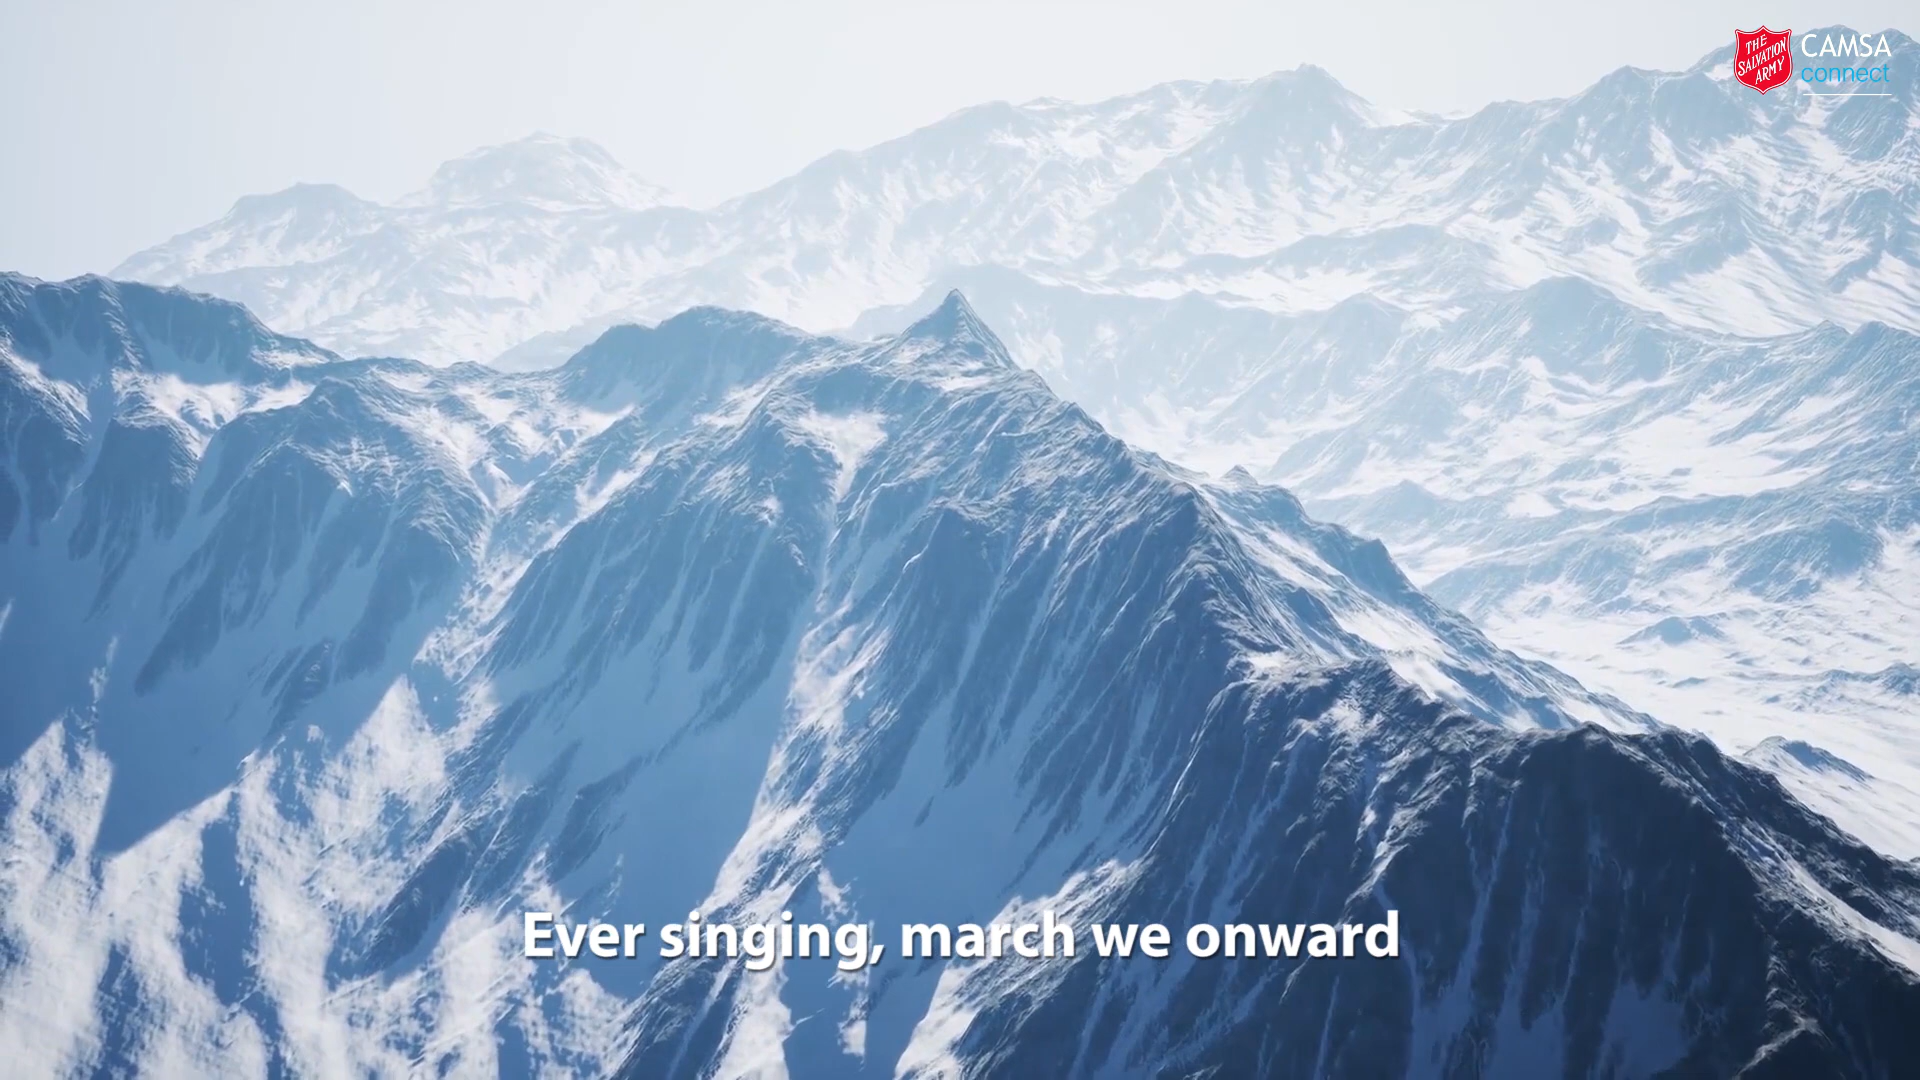 THE
SALVATION
ARMY
CAMSA
connect
Ever singing, march we onward